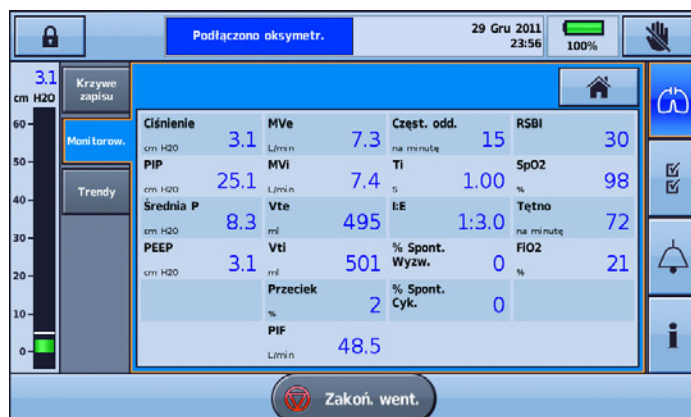 Podłączono oksymetr.
29 Gru 2011
23:56
100%
3.1
cm H2O
60
50
40
30
20
10
0
Krzywe
zapisu
Monitorow.
Trendy
Ciśnienie cm H2O 3.1 MVe L/min 7.3 Częst. odd. na minutę 15 RSBI 30
PIP cm H2O 25.1 MVi L/min 7.4 Ti s 1.00 SpO2 % 98
Średnia P cm H2O 8.3 Vte ml 495 I:E 1:3.0 Tętno na minutę 72
PEEP cm H2O 3.1 Vti ml 501 % Spont. Wyzw. 0 FiO2 % 21
Przeciek % 2 % Spont. Cyk. 0
PIF L/min 48.5
Zakoń. went.